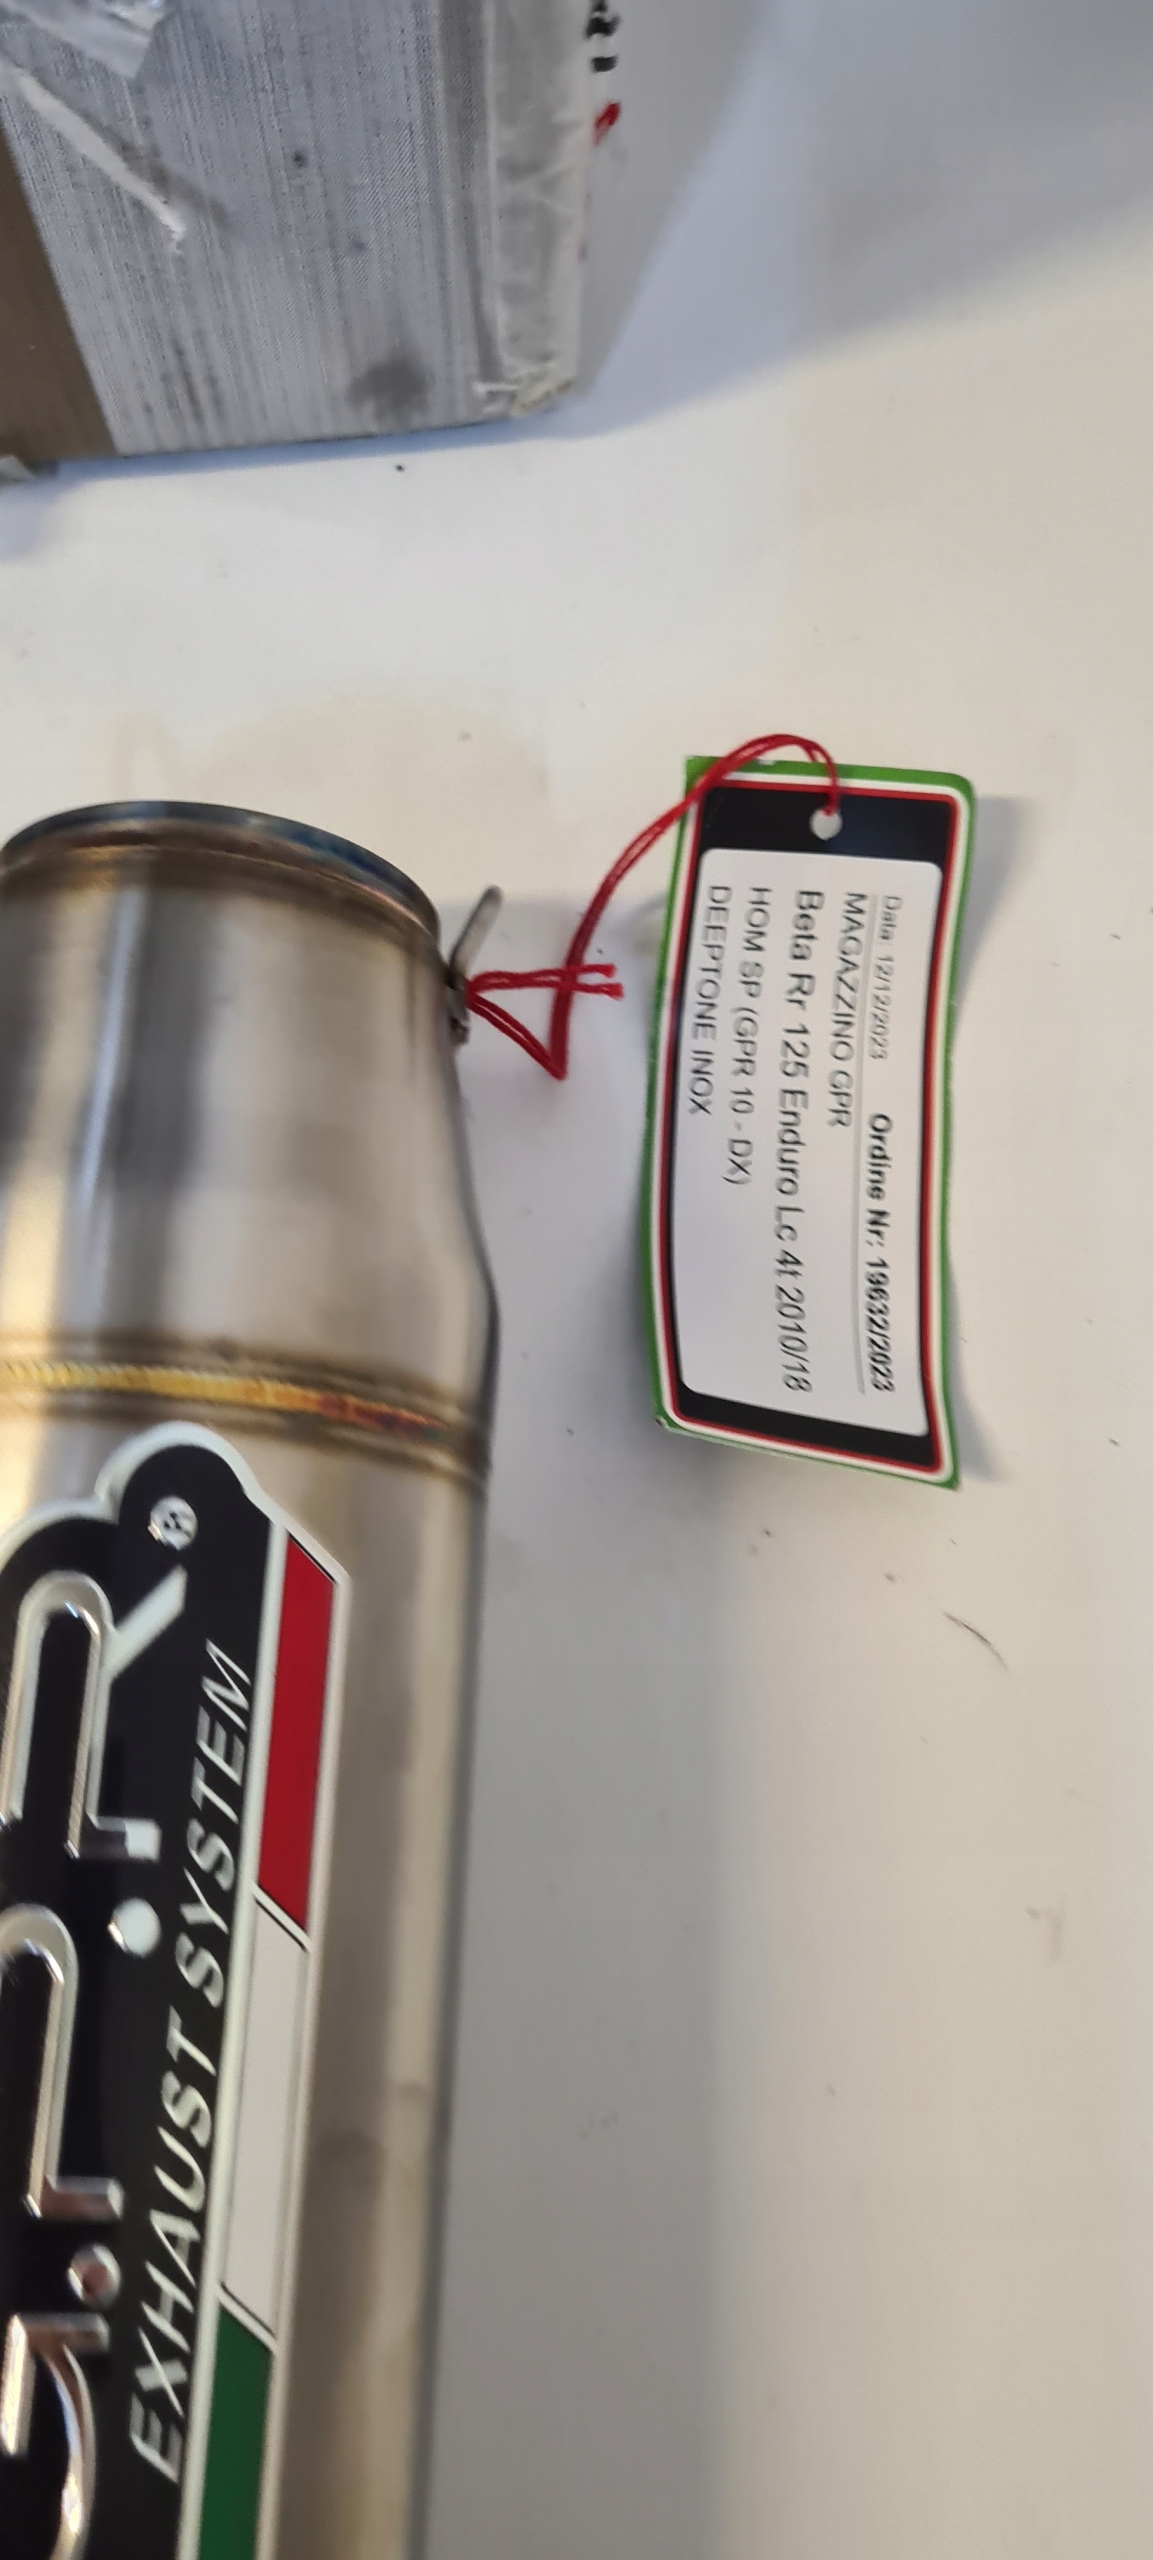 Data: 12/12/2023 Ordine Nr: 19632/2023
MAGAZZINO GPR
Beta Rr 125 Enduro Lc 4t 2010/18
HOM SP (GPR 10 - DX)
DEEPTONE INOX
G.P.R®
EXHAUST SYSTEM